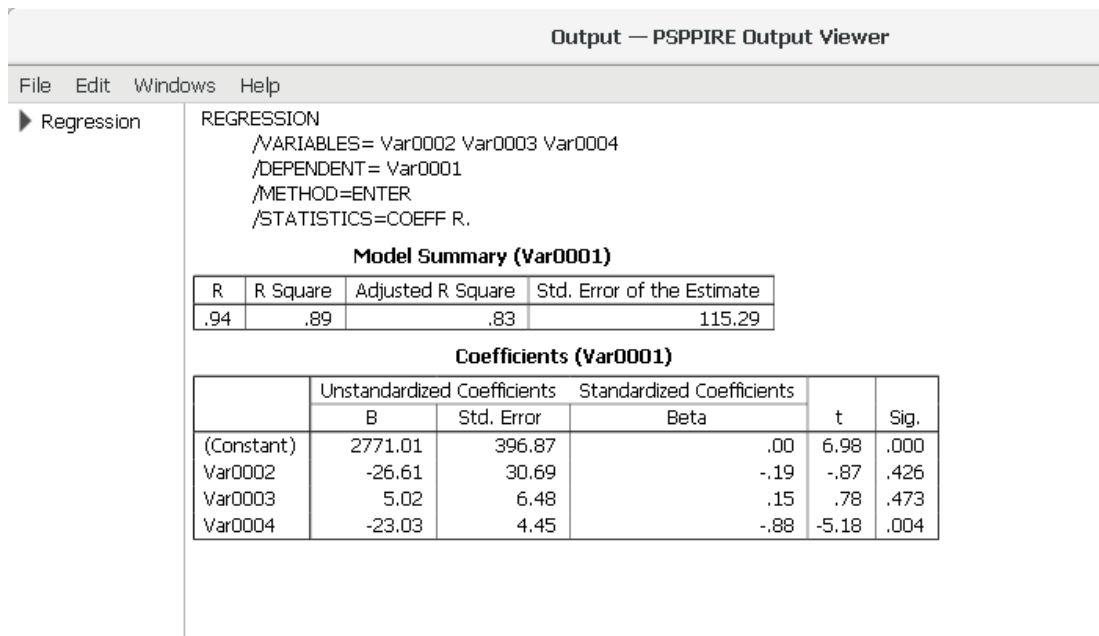 Output — PSPPIRE Output Viewer
File Edit Windows Help
Regression
REGRESSION
/VARIABLES= Var0002 Var0003 Var0004
/DEPENDENT= Var0001
/METHOD=ENTER
/STATISTICS=COEFF R.
Model Summary (Var0001)
R R Square Adjusted R Square Std. Error of the Estimate
.94 .89 .83 115.29
Coefficients (Var0001)
Unstandardized Coefficients Standardized Coefficients
B Std. Error Beta t Sig.
(Constant) 2771.01 396.87 .00 6.98 .000
Var0002 -26.61 30.69 -.19 -.87 .426
Var0003 5.02 6.48 .15 .78 .473
Var0004 -23.03 4.45 -.88 -5.18 .004